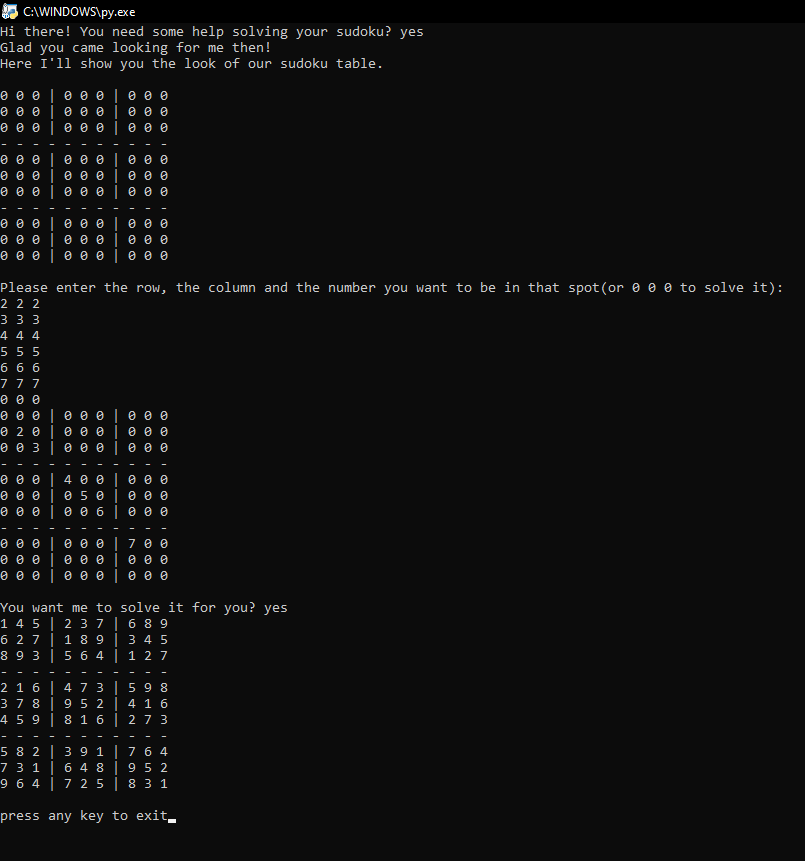 C:\WINDOWS\py.exe
Hi there! You need some help solving your sudoku? yes
Glad you came looking for me then!
Here I'll show you the look of our sudoku table.
0 0 0 | 0 0 0 | 0 0 0
0 0 0 | 0 0 0 | 0 0 0
0 0 0 | 0 0 0 | 0 0 0
- - - - - - - - - - -
0 0 0 | 0 0 0 | 0 0 0
0 0 0 | 0 0 0 | 0 0 0
0 0 0 | 0 0 0 | 0 0 0
- - - - - - - - - - -
0 0 0 | 0 0 0 | 0 0 0
0 0 0 | 0 0 0 | 0 0 0
0 0 0 | 0 0 0 | 0 0 0
Please enter the row, the column and the number you want to be in that spot(or 0 0 0 to solve it):
2 2 2
3 3 3
4 4 4
5 5 5
6 6 6
7 7 7
0 0 0
0 0 0 | 0 0 0 | 0 0 0
0 2 0 | 0 0 0 | 0 0 0
0 0 3 | 0 0 0 | 0 0 0
- - - - - - - - - - -
0 0 0 | 4 0 0 | 0 0 0
0 0 0 | 0 5 0 | 0 0 0
0 0 0 | 0 0 6 | 0 0 0
- - - - - - - - - - -
0 0 0 | 0 0 0 | 7 0 0
0 0 0 | 0 0 0 | 0 0 0
0 0 0 | 0 0 0 | 0 0 0
You want me to solve it for you? yes
1 4 5 | 2 3 7 | 6 8 9
6 2 7 | 1 8 9 | 3 4 5
8 9 3 | 5 6 4 | 1 2 7
- - - - - - - - - - -
2 1 6 | 4 7 3 | 5 9 8
3 7 8 | 9 5 2 | 4 1 6
4 5 9 | 8 1 6 | 2 7 3
- - - - - - - - - - -
5 8 2 | 3 9 1 | 7 6 4
7 3 1 | 6 4 8 | 9 5 2
9 6 4 | 7 2 5 | 8 3 1
press any key to exit